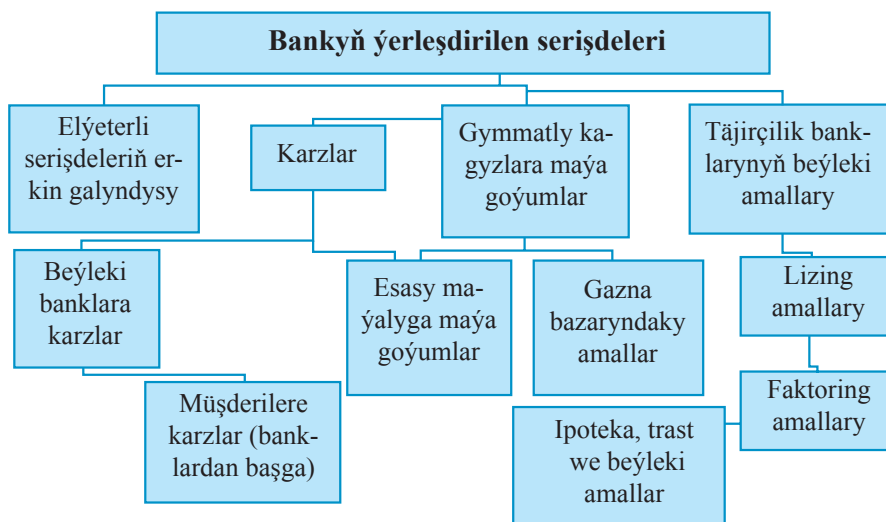 Bankyň ýerleşdirilen serişdeleri
Elýeterli
serişdeleriň er-
kin galyndysy
Karzlar
Gymmatly ka-
gyzlara maýa
goýumlar
Täjirçilik bank-
larynyň beýleki
amallary
Beýleki
banklara
karzlar
Esasy ma-
ýalyga maýa
goýumlar
Gazna
bazaryndaky
amallar
Lizing
amallary
Müşderilere
karzlar (bank-
lardan başga)
Ipoteka, trast
we beýleki
amallar
Faktoring
amallary